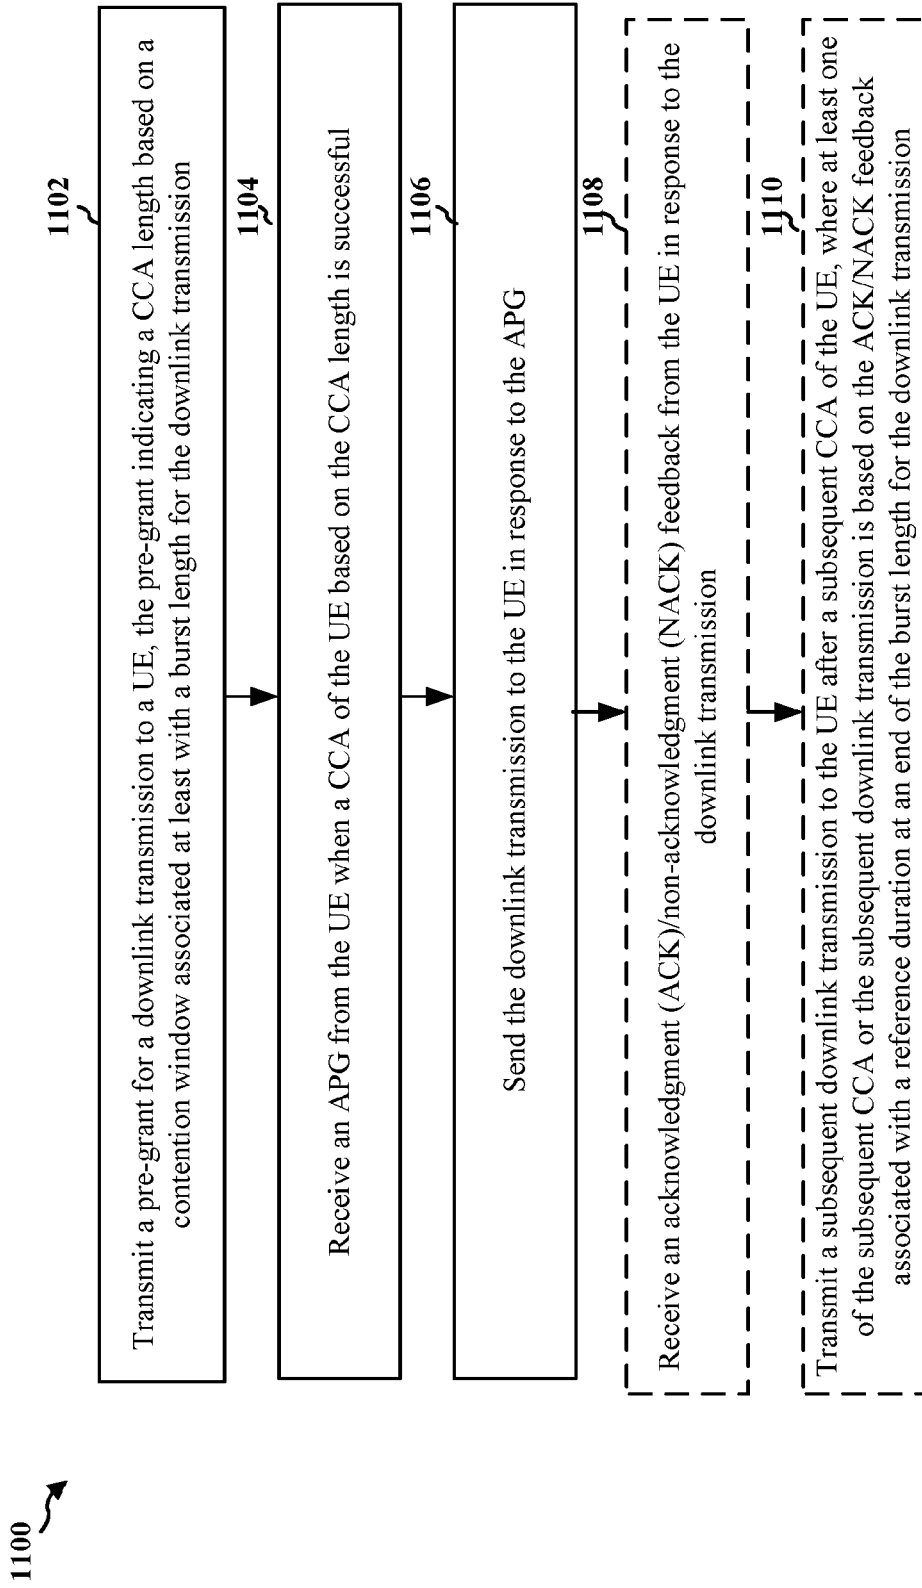 1100
1102
Transmit a pre-grant for a downlink transmission to a UE, the pre-grant indicating a CCA length based on a
contention window associated at least with a burst length for the downlink transmission
1104
Receive an APG from the UE when a CCA of the UE based on the CCA length is successful
1106
Send the downlink transmission to the UE in response to the APG
1108
Receive an acknowledgment (ACK)/non-acknowledgment (NACK) feedback from the UE in response to the
downlink transmission
1110
Transmit a subsequent downlink transmission to the UE after a subsequent CCA of the UE, where at least one
of the subsequent CCA or the subsequent downlink transmission is based on the ACK/NACK feedback
associated with a reference duration at an end of the burst length for the downlink transmission